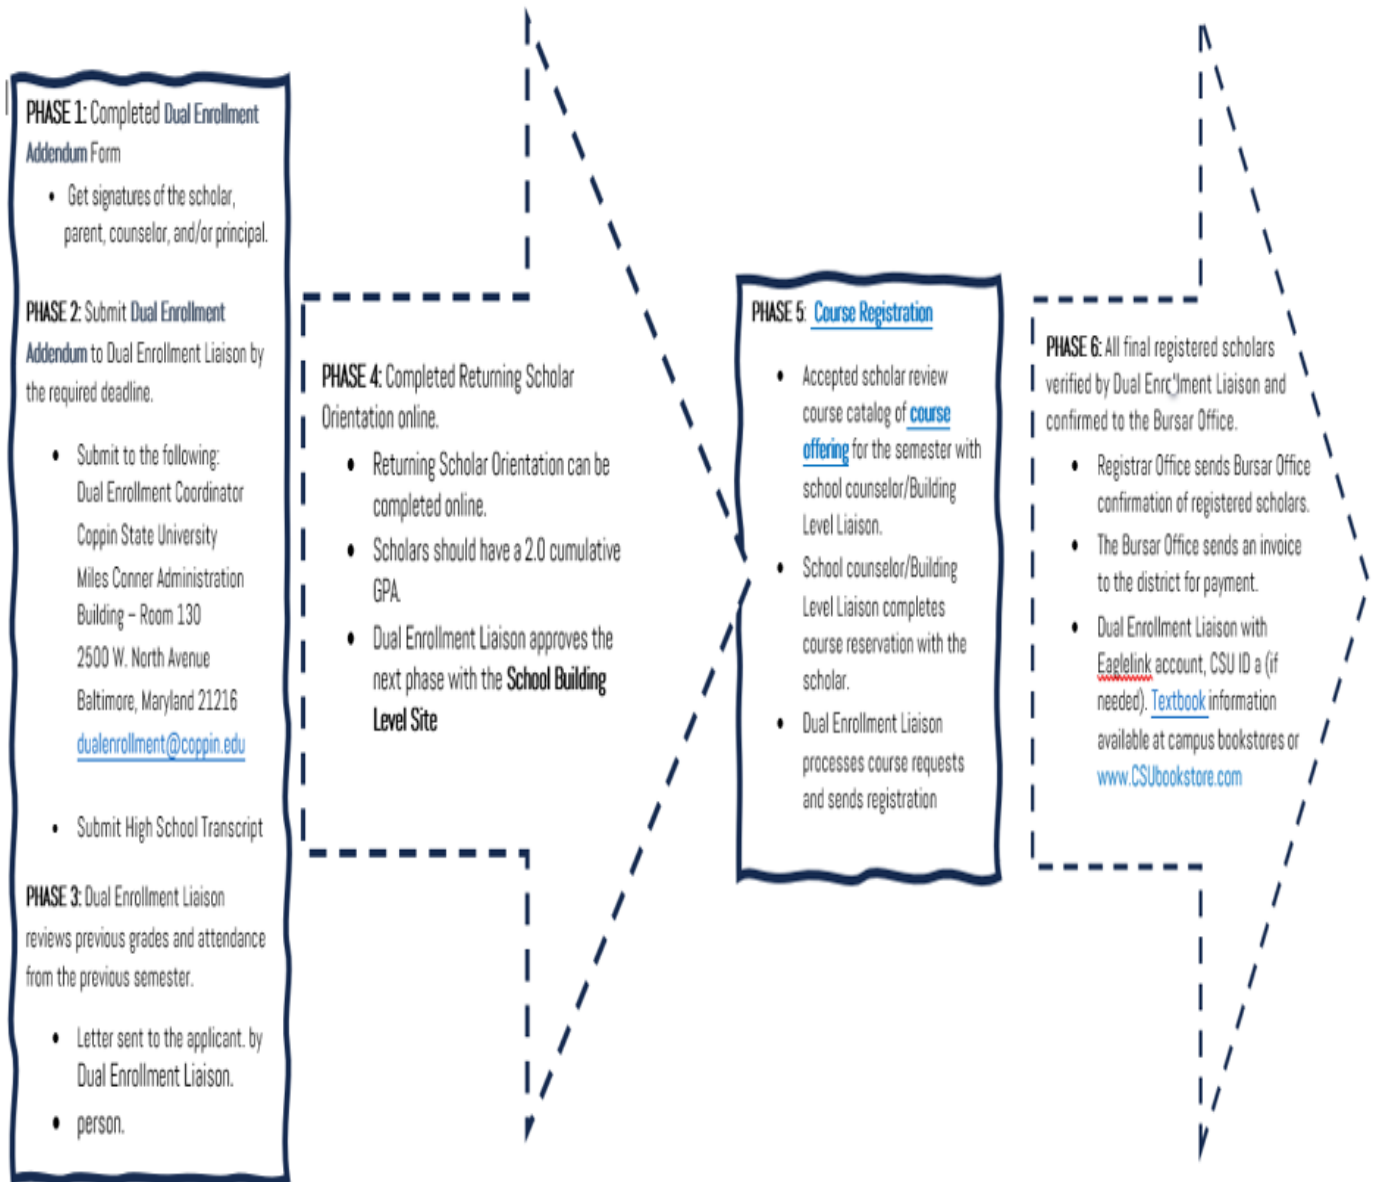 PHASE 1: Completed Dual Enrollment
Addendum Form
• Get signatures of the scholar,
parent, counselor, and/or principal.
PHASE 2: Submit Dual Enrollment
Addendum to Dual Enrollment Liaison by
the required deadline.
• Submit to the following:
Dual Enrollment Coordinator
Coppin State University
Miles Conner Administration
Building – Room 130
2500 W. North Avenue
Baltimore, Maryland 21216
dualenrollment@coppin.edu
• Submit High School Transcript
PHASE 3: Dual Enrollment Liaison
reviews previous grades and attendance
from the previous semester.
• Letter sent to the applicant. by
Dual Enrollment Liaison.
• person.
PHASE 4: Completed Returning Scholar
Orientation online.
• Returning Scholar Orientation can be
completed online.
• Scholars should have a 2.0 cumulative
GPA.
• Dual Enrollment Liaison approves the
next phase with the School Building
Level Site
PHASE 5: Course Registration
• Accepted scholar review
course catalog of course
offering for the semester with
school counselor/Building
Level Liaison.
• School counselor/Building
Level Liaison completes
course reservation with the
scholar.
• Dual Enrollment Liaison
processes course requests
and sends registration
PHASE 6: All final registered scholars
verified by Dual Enrollment Liaison and
confirmed to the Bursar Office.
• Registrar Office sends Bursar Office
confirmation of registered scholars.
• The Bursar Office sends an invoice
to the district for payment.
• Dual Enrollment Liaison with
Eaglelink account, CSU ID a (if
needed). Textbook information
available at campus bookstores or
www.CSUbookstore.com